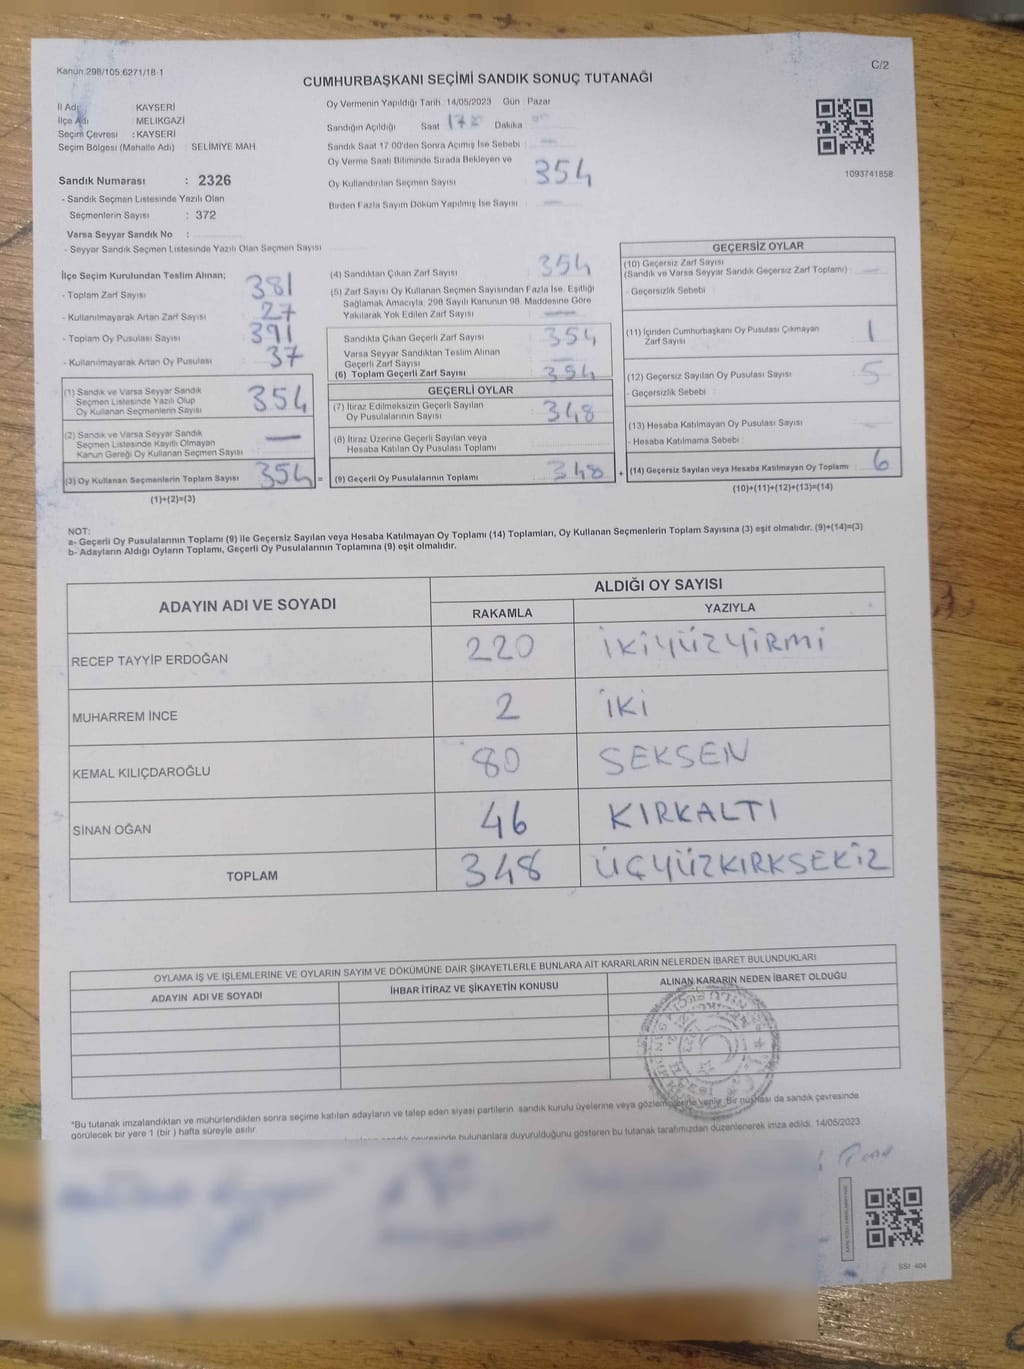 Kanun:298/105:6271/18-1
C/2
CUMHURBAŞKANI SEÇİMİ SANDIK SONUÇ TUTANAĞI
İl Adı : KAYSERİ
İlçe Adı : MELİKGAZİ
Seçim Çevresi : KAYSERİ
Seçim Bölgesi (Mahalle Adı) : SELİMİYE MAH
Sandık Numarası : 2326
- Sandık Seçmen Listesinde Yazılı Olan
Seçmenlerin Sayısı : 372
Varsa Seyyar Sandık No :
- Seyyar Sandık Seçmen Listesinde Yazılı Olan Seçmen Sayısı
Oy Vermenin Yapıldığı Tarih :14/05/2023 Gün : Pazar
Sandığın Açıldığı Saat Dakika
Sandık Saat 17:00'den Sonra Açılmış İse Sebebi :
Oy Verme Saati Bitiminde Sırada Bekleyen ve
Oy Kullandırılan Seçmen Sayısı 354
Birden Fazla Sayım Döküm Yapılmış İse Sayısı : —
1093741858
İlçe Seçim Kurulundan Teslim Alınan;
- Toplam Zarf Sayısı 381
- Kullanılmayarak Artan Zarf Sayısı 27
- Toplam Oy Pusulası Sayısı 391
- Kullanılmayarak Artan Oy Pusulası 37
(1) Sandık ve Varsa Seyyar Sandık
Seçmen Listesinde Yazılı Olup
Oy Kullanan Seçmenlerin Sayısı 354
(2) Sandık ve Varsa Seyyar Sandık
Seçmen Listesinde Kayıtlı Olmayan
Kanun Gereği Oy Kullanan Seçmen Sayısı —
(3) Oy Kullanan Seçmenlerin Toplam Sayısı 354
(1)+(2)=(3)
(4) Sandıktan Çıkan Zarf Sayısı 354
(5) Zarf Sayısı Oy Kullanan Seçmen Sayısından Fazla İse, Eşitliği
Sağlamak Amacıyla, 298 Sayılı Kanunun 98. Maddesine Göre
Yakılarak Yok Edilen Zarf Sayısı —
Sandıkta Çıkan Geçerli Zarf Sayısı 354
Varsa Seyyar Sandıktan Teslim Alınan
Geçerli Zarf Sayısı —
(6) Toplam Geçerli Zarf Sayısı 354
GEÇERLİ OYLAR
(7) İtiraz Edilmeksizin Geçerli Sayılan
Oy Pusulalarının Sayısı 348
(8) İtiraz Üzerine Geçerli Sayılan veya
Hesaba Katılan Oy Pusulası Toplamı
= (9) Geçerli Oy Pusulalarının Toplamı 348 +
GEÇERSİZ OYLAR
(10) Geçersiz Zarf Sayısı
(Sandık ve Varsa Seyyar Sandık Geçersiz Zarf Toplamı) : —
- Geçersizlik Sebebi :
(11) İçinden Cumhurbaşkanı Oy Pusulası Çıkmayan
Zarf Sayısı 1
(12) Geçersiz Sayılan Oy Pusulası Sayısı 5
- Geçersizlik Sebebi :
(13) Hesaba Katılmayan Oy Pusulası Sayısı —
- Hesaba Katılmama Sebebi :
(14) Geçersiz Sayılan veya Hesaba Katılmayan Oy Toplamı 6
(10)+(11)+(12)+(13)=(14)
NOT:
a- Geçerli Oy Pusulalarının Toplamı (9) ile Geçersiz Sayılan veya Hesaba Katılmayan Oy Toplamı (14) Toplamları, Oy Kullanan Seçmenlerin Toplam Sayısına (3) eşit olmalıdır. (9)+(14)=(3)
b- Adayların Aldığı Oyların Toplamı, Geçerli Oy Pusulalarının Toplamına (9) eşit olmalıdır.
ADAYIN ADI VE SOYADI
ALDIĞI OY SAYISI
RAKAMLA YAZIYLA
RECEP TAYYİP ERDOĞAN 220 İKİYÜZYİRMİ
MUHARREM İNCE 2 İKİ
KEMAL KILIÇDAROĞLU 80 SEKSEN
SİNAN OĞAN 46 KIRKALTI
TOPLAM 348 ÜÇYÜZKIRKSEKİZ
OYLAMA İŞ VE İŞLEMLERİNE VE OYLARIN SAYIM VE DÖKÜMÜNE DAİR ŞİKAYETLERLE BUNLARA AİT KARARLARIN NELERDEN İBARET BULUNDUKLARI
ADAYIN ADI VE SOYADI İHBAR İTİRAZ VE ŞİKAYETİN KONUSU ALINAN KARARIN NEDEN İBARET OLDUĞU
*Bu tutanak imzalandıktan ve mühürlendikten sonra seçime katılan adayların ve talep eden siyasi partilerin sandık kurulu üyelerine veya gözlemcilerine verilir. Bir nüshası da sandık çevresinde
görülecek bir yere 1 (bir ) hafta süreyle asılır.
sandık çevresinde bulunanlara duyurulduğunu gösteren bu tutanak tarafımızdan düzenlenerek imza edildi. 14/05/2023
SSI 404